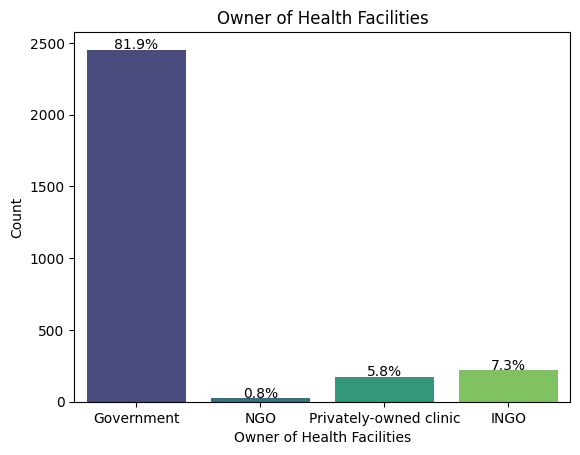 Owner of Health Facilities
2500
2000
1500
1000
500
0
Count
81.9%
0.8%
5.8%
7.3%
Government
NGO
Privately-owned clinic
INGO
Owner of Health Facilities